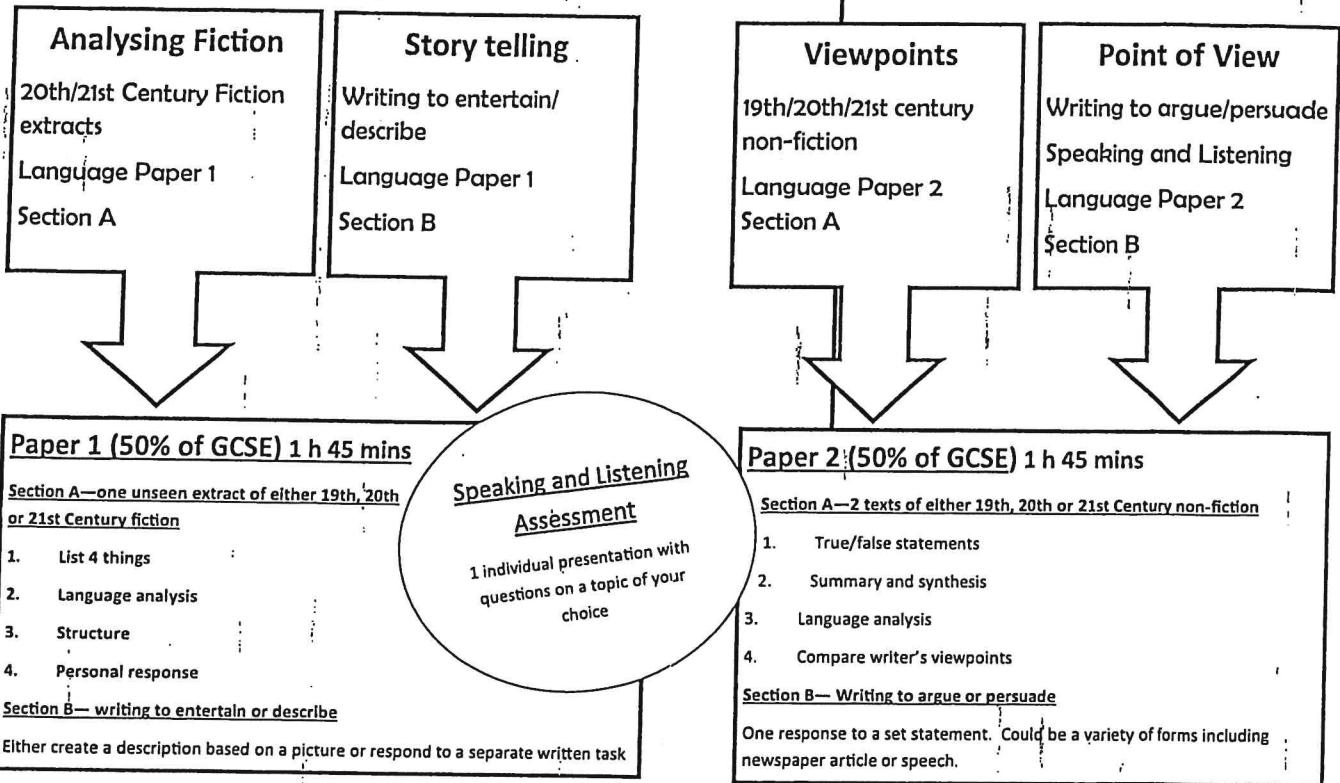 Analysing Fiction
20th/21st Century Fiction
extracts
Language Paper 1
Section A
Story telling
Writing to entertain/
describe
Language Paper 1
Section B
Viewpoints
19th/20th/21st century
non-fiction
Language Paper 2
Section A
Point of View
Writing to argue/persuade
Speaking and Listening
Language Paper 2
Section B
Paper 1 (50% of GCSE) 1 h 45 mins
Section A—one unseen extract of either 19th, 20th
or 21st Century fiction
1. List 4 things
2. Language analysis
3. Structure
4. Personal response
Section B— writing to entertain or describe
Either create a description based on a picture or respond to a separate written task
Speaking and Listening
Assessment
1 individual presentation with
questions on a topic of your
choice
Paper 2 (50% of GCSE) 1 h 45 mins
Section A—2 texts of either 19th, 20th or 21st Century non-fiction
1. True/false statements
2. Summary and synthesis
3. Language analysis
4. Compare writer's viewpoints
Section B— Writing to argue or persuade
One response to a set statement. Could be a variety of forms including
newspaper article or speech.